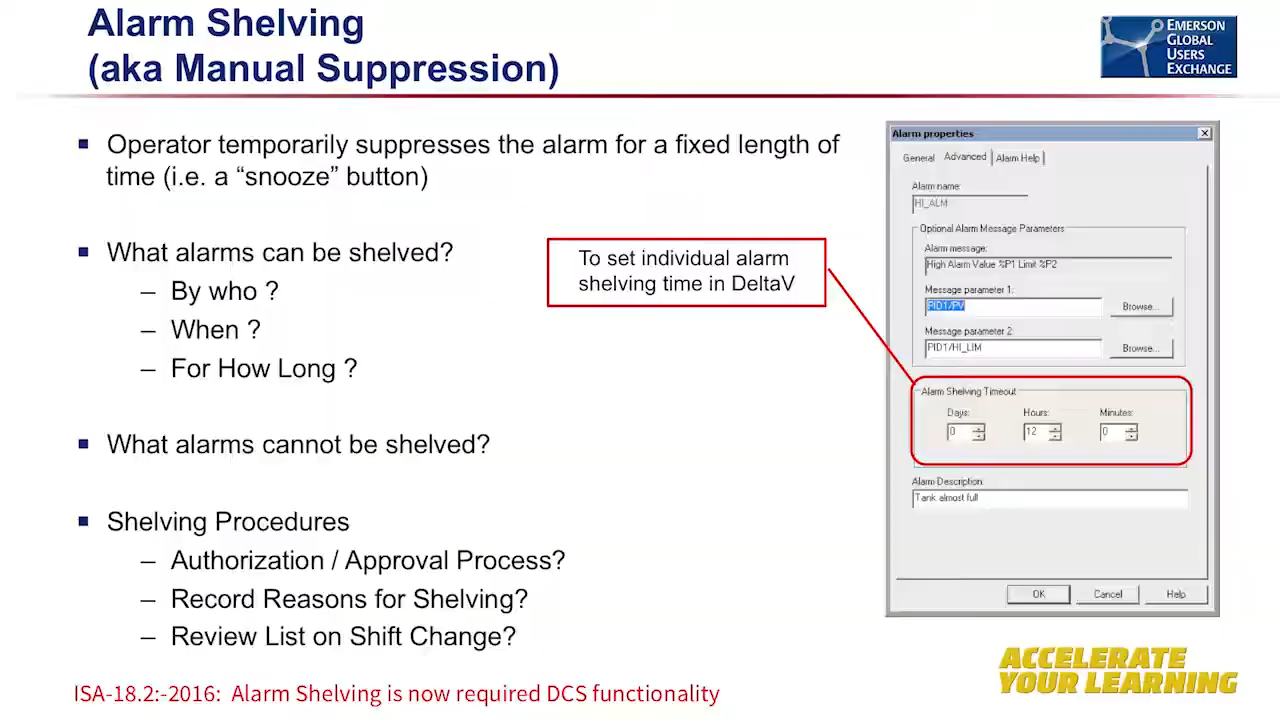 Alarm Shelving
(aka Manual Suppression)
EMERSON
GLOBAL
USERS
EXCHANGE
▪ Operator temporarily suppresses the alarm for a fixed length of
time (i.e. a “snooze” button)
▪ What alarms can be shelved?
– By who ?
– When ?
– For How Long ?
▪ What alarms cannot be shelved?
▪ Shelving Procedures
– Authorization / Approval Process?
– Record Reasons for Shelving?
– Review List on Shift Change?
To set individual alarm
shelving time in DeltaV
Alarm properties
General Advanced Alarm Help
Alarm name:
HI_ALM
Optional Alarm Message Parameters
Alarm message:
High Alarm Value %P1 Limit %P2
Message parameter 1:
PID1/PV Browse...
Message parameter 2:
PID1/HI_LIM Browse...
Alarm Shelving Timeout
Days: Hours: Minutes:
0 12 0
Alarm Description:
Tank almost full
OK Cancel Help
ISA-18.2:-2016: Alarm Shelving is now required DCS functionality
ACCELERATE
YOUR LEARNING